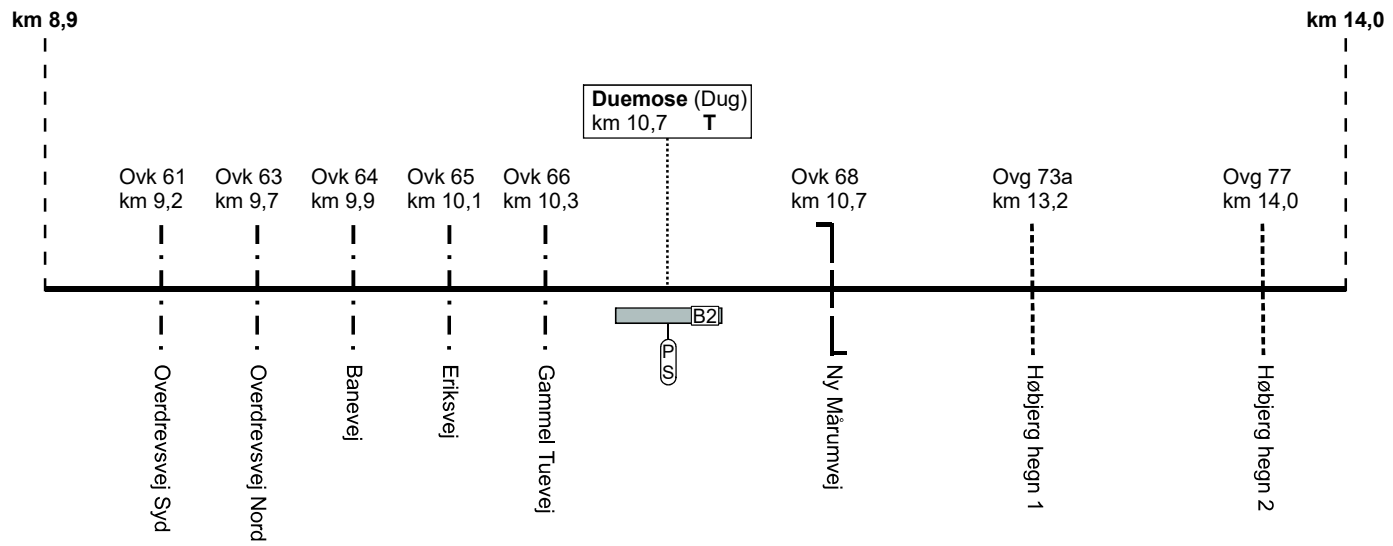 km 8,9
km 14,0
Duemose (Dug)
km 10,7 T
Ovk 61
km 9,2
Ovk 63
km 9,7
Ovk 64
km 9,9
Ovk 65
km 10,1
Ovk 66
km 10,3
Ovk 68
km 10,7
Ovg 73a
km 13,2
Ovg 77
km 14,0
B2
P
S
Overdrevsvej Syd
Overdrevsvej Nord
Banevej
Eriksvej
Gammel Tuevej
Ny Mårumvej
Høbjerg hegn 1
Høbjerg hegn 2